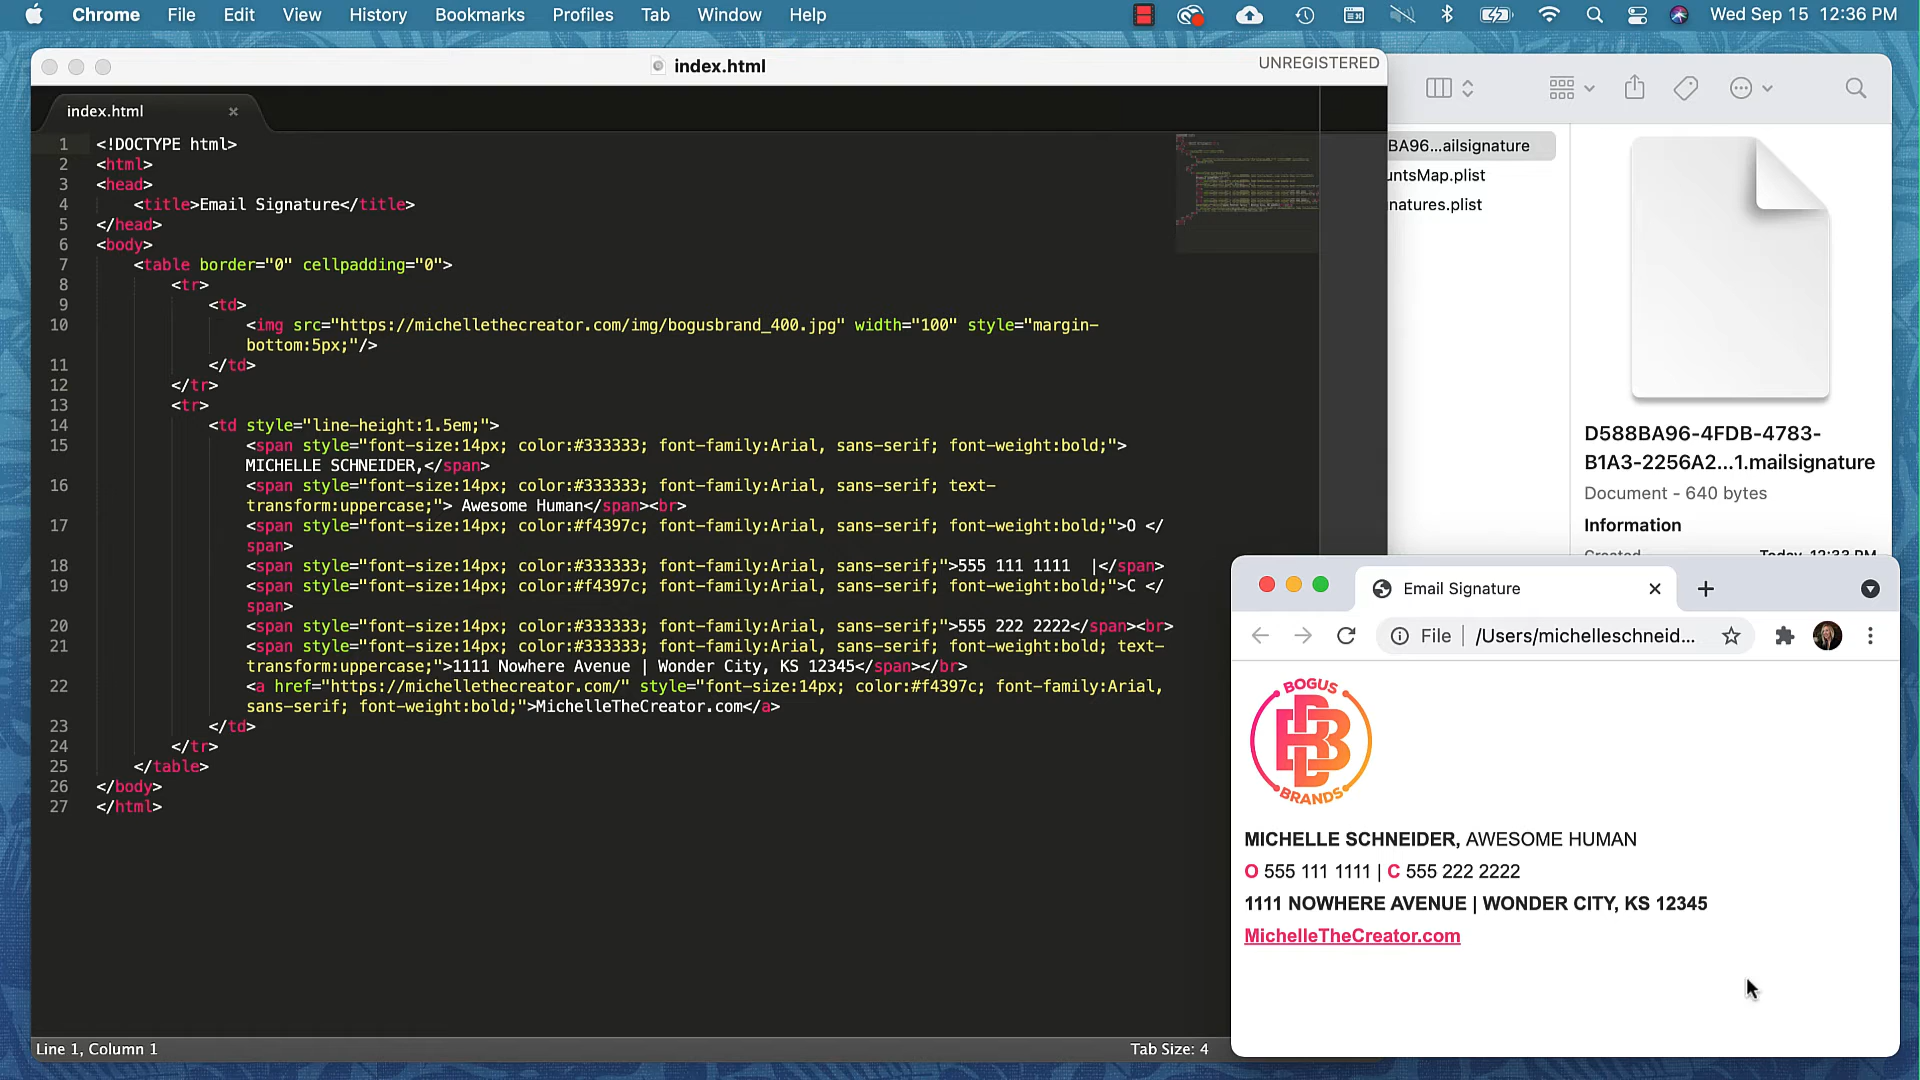 Chrome File Edit View History Bookmarks Profiles Tab Window Help Wed Sep 15 12:36 PM
index.html UNREGISTERED
index.html
1 <!DOCTYPE html>
2 <html>
3 <head>
4 <title>Email Signature</title>
5 </head>
6 <body>
7 <table border="0" cellpadding="0">
8 <tr>
9 <td>
10 <img src="https://michellethecreator.com/img/bogusbrand_400.jpg" width="100" style="margin-
bottom:5px;"/>
11 </td>
12 </tr>
13 <tr>
14 <td style="line-height:1.5em;">
15 <span style="font-size:14px; color:#333333; font-family:Arial, sans-serif; font-weight:bold;">
MICHELLE SCHNEIDER,</span>
16 <span style="font-size:14px; color:#333333; font-family:Arial, sans-serif; text-
transform:uppercase;"> Awesome Human</span><br>
17 <span style="font-size:14px; color:#f4397c; font-family:Arial, sans-serif; font-weight:bold;">O </
span>
18 <span style="font-size:14px; color:#333333; font-family:Arial, sans-serif;">555 111 1111  |</span>
19 <span style="font-size:14px; color:#f4397c; font-family:Arial, sans-serif; font-weight:bold;">C </
span>
20 <span style="font-size:14px; color:#333333; font-family:Arial, sans-serif;">555 222 2222</span><br>
21 <span style="font-size:14px; color:#333333; font-family:Arial, sans-serif; font-weight:bold; text-
transform:uppercase;">1111 Nowhere Avenue | Wonder City, KS 12345</span></br>
22 <a href="https://michellethecreator.com/" style="font-size:14px; color:#f4397c; font-family:Arial,
sans-serif; font-weight:bold;">MichelleTheCreator.com</a>
23 </td>
24 </tr>
25 </table>
26 </body>
27 </html>
Line 1, Column 1 Tab Size: 4
BA96...ailsignature
untsMap.plist
natures.plist
D588BA96-4FDB-4783-
B1A3-2256A2...1.mailsignature
Document - 640 bytes
Information
Created Today, 12:33 PM
Email Signature
File /Users/michelleschneid...
BOGUS
BRANDS
MICHELLE SCHNEIDER, AWESOME HUMAN
O 555 111 1111 | C 555 222 2222
1111 NOWHERE AVENUE | WONDER CITY, KS 12345
MichelleTheCreator.com